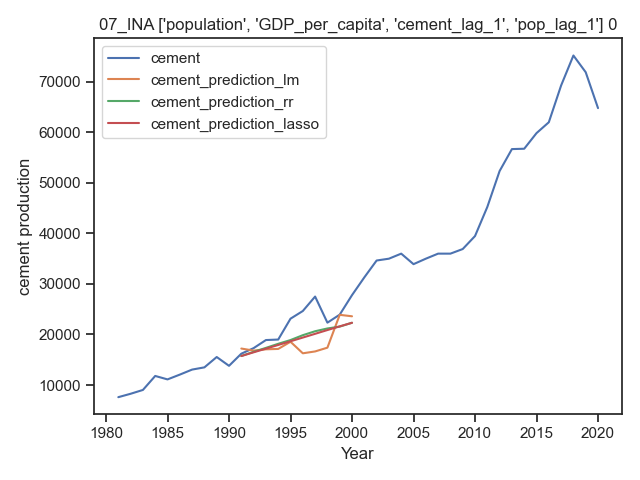 07_INA ['population', 'GDP_per_capita', 'cement_lag_1', 'pop_lag_1'] 0
cement
cement_prediction_lm
cement_prediction_rr
cement_prediction_lasso
cement production
70000
60000
50000
40000
30000
20000
10000
1980 1985 1990 1995 2000 2005 2010 2015 2020
Year